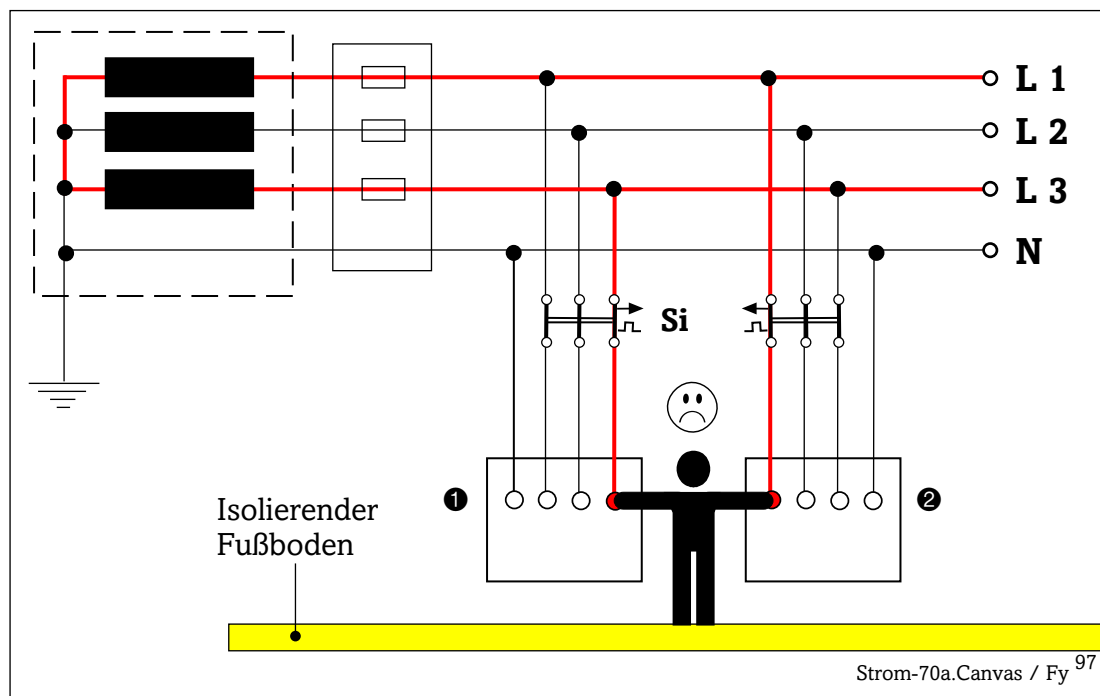 L 1
L 2
L 3
N
Si
❶
❷
Isolierender
Fußboden
Strom-70a.Canvas / Fy 97